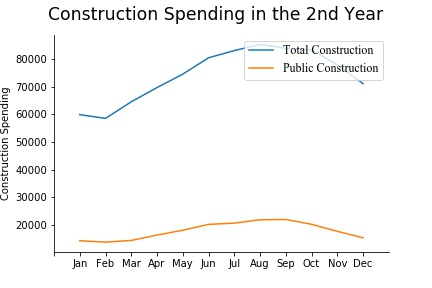 Construction Spending in the 2nd Year
Total Construction
Public Construction
Construction Spending
80000
70000
60000
50000
40000
30000
20000
Jan Feb Mar Apr May Jun Jul Aug Sep Oct Nov Dec